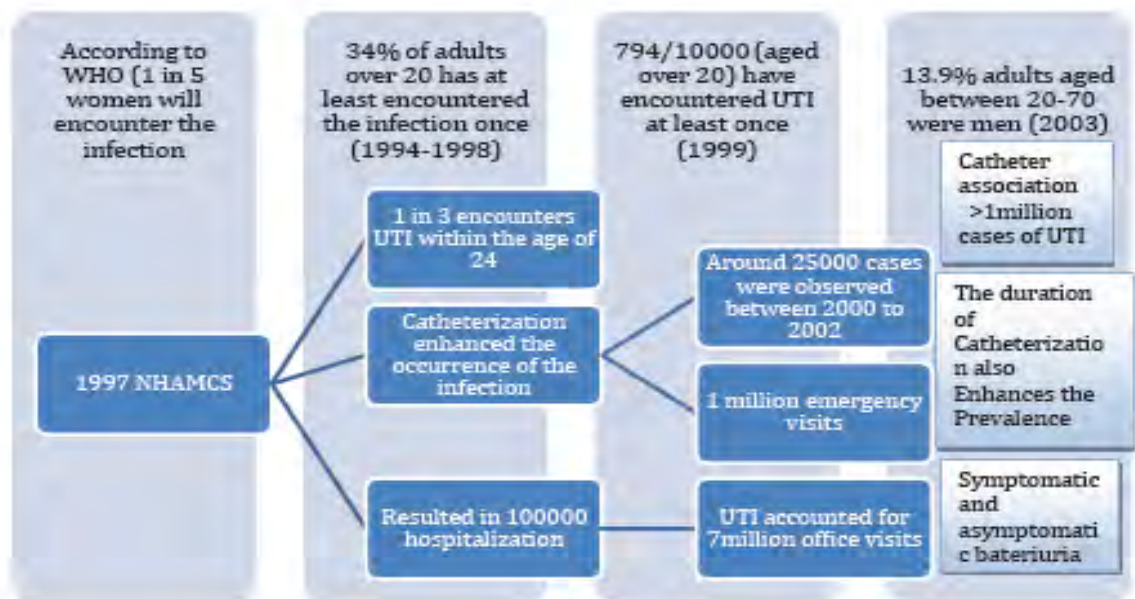 According to
WHO (1 in 5
women will
encounter the
infection
34% of adults
over 20 has at
least encountered
the infection once
(1994-1998)
794/10000 (aged
over 20) have
encountered UTI
at least once
(1999)
13.9% adults aged
between 20-70
were men (2003)
1997 NHAMCS
1 in 3 encounters
UTI within the age of
24
Catheterization
enhanced the
occurrence of the
infection
Resulted in 100000
hospitalization
Around 25000 cases
were observed
between 2000 to
2002
1 million emergency
visits
UTI accounted for
7million office visits
Catheter
association
>1million
cases of UTI
The duration
of
Catheterizatio
n also
Enhances the
Prevalence
Symptomatic
and
asymptomati
c bateriuria